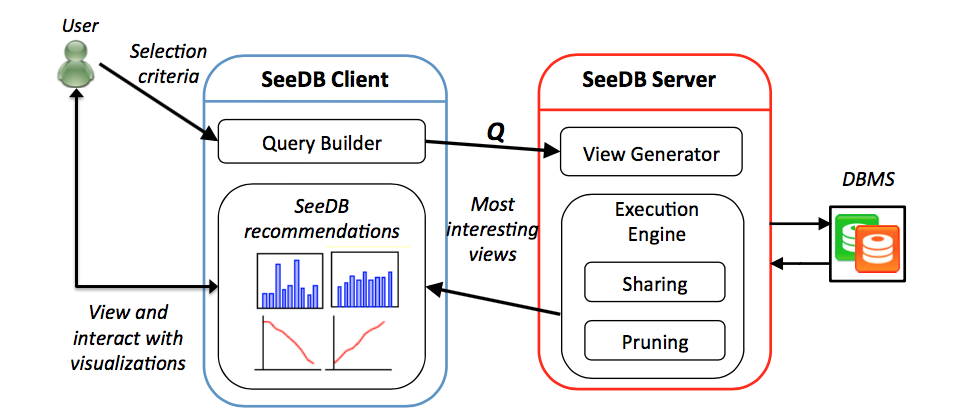 User
Selection
criteria
SeeDB Client
Query Builder
SeeDB
recommendations
View and
interact with
visualizations
Q
Most
interesting
views
SeeDB Server
View Generator
Execution
Engine
Sharing
Pruning
DBMS